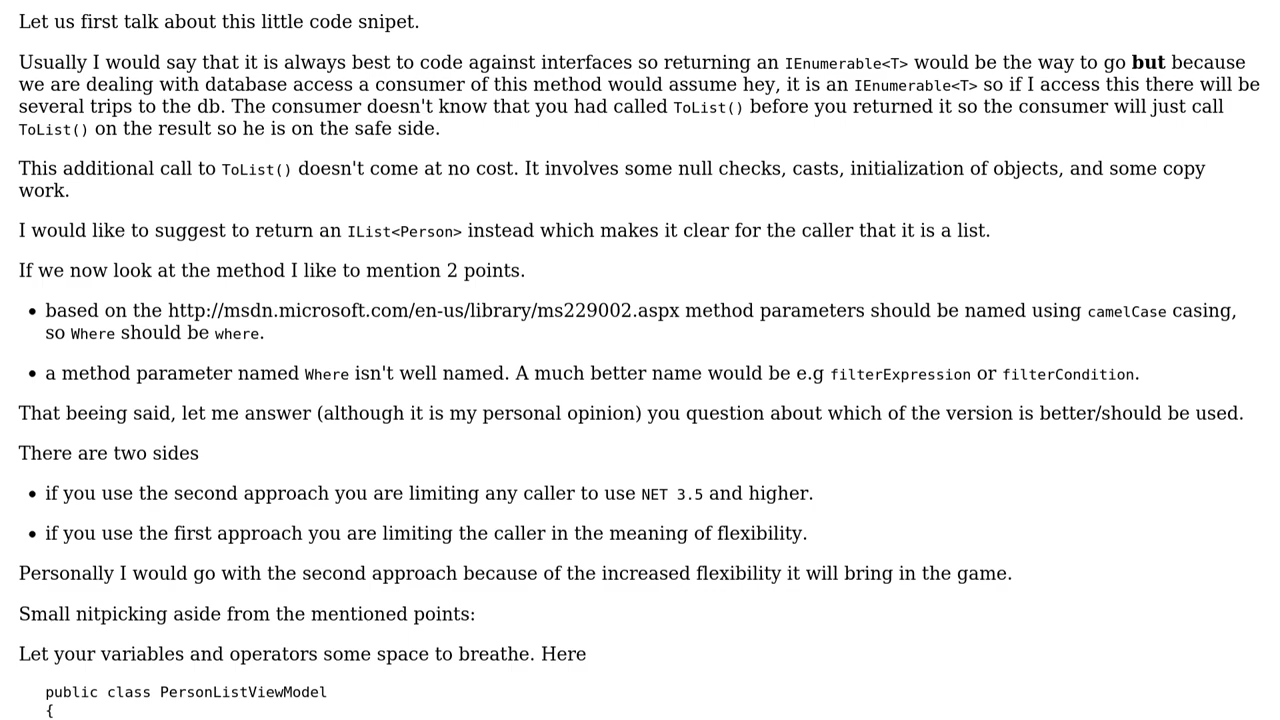 Let us first talk about this little code snipet.
Usually I would say that it is always best to code against interfaces so returning an IEnumerable<T> would be the way to go but because
we are dealing with database access a consumer of this method would assume hey, it is an IEnumerable<T> so if I access this there will be
several trips to the db. The consumer doesn't know that you had called ToList() before you returned it so the consumer will just call
ToList() on the result so he is on the safe side.
This additional call to ToList() doesn't come at no cost. It involves some null checks, casts, initialization of objects, and some copy
work.
I would like to suggest to return an IList<Person> instead which makes it clear for the caller that it is a list.
If we now look at the method I like to mention 2 points.
• based on the http://msdn.microsoft.com/en-us/library/ms229002.aspx method parameters should be named using camelCase casing,
so Where should be where.
• a method parameter named Where isn't well named. A much better name would be e.g filterExpression or filterCondition.
That beeing said, let me answer (although it is my personal opinion) you question about which of the version is better/should be used.
There are two sides
• if you use the second approach you are limiting any caller to use NET 3.5 and higher.
• if you use the first approach you are limiting the caller in the meaning of flexibility.
Personally I would go with the second approach because of the increased flexibility it will bring in the game.
Small nitpicking aside from the mentioned points:
Let your variables and operators some space to breathe. Here
public class PersonListViewModel
{